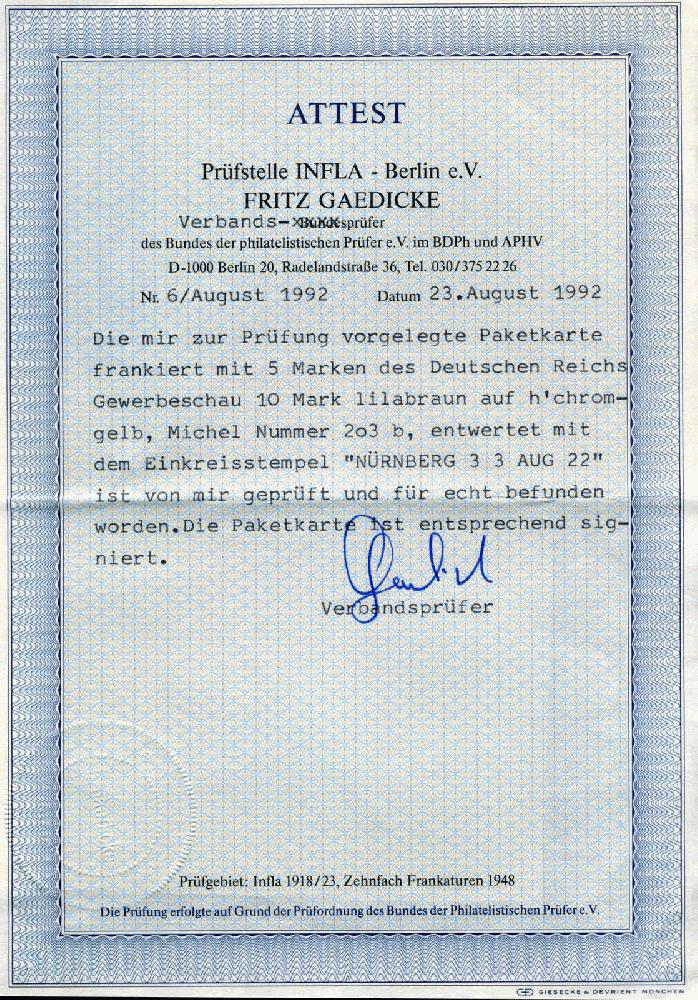 ATTEST
Prüfstelle INFLA - Berlin e.V.
FRITZ GAEDICKE
Verbands-Bundesprüfer
des Bundes der philatelistischen Prüfer e.V. im BDPh und APHV
D-1000 Berlin 20, Radelandstraße 36, Tel. 030/375 22 26
Nr. 6/August 1992 Datum 23.August 1992
Die mir zur Prüfung vorgelegte Paketkarte
frankiert mit 5 Marken des Deutschen Reichs
Gewerbeschau 10 Mark lilabraun auf h'chrom-
gelb, Michel Nummer 2o3 b, entwertet mit
dem Einkreisstempel "NÜRNBERG 3 3 AUG 22"
ist von mir geprüft und für echt befunden
worden.Die Paketkarte ist entsprechend sig-
niert.
Verbandsprüfer
Prüfgebiet: Infla 1918/23, Zehnfach Frankaturen 1948
Die Prüfung erfolgte auf Grund der Prüfordnung des Bundes der Philatelistischen Prüfer e.V.
GIESECKE & DEVRIENT MÜNCHEN